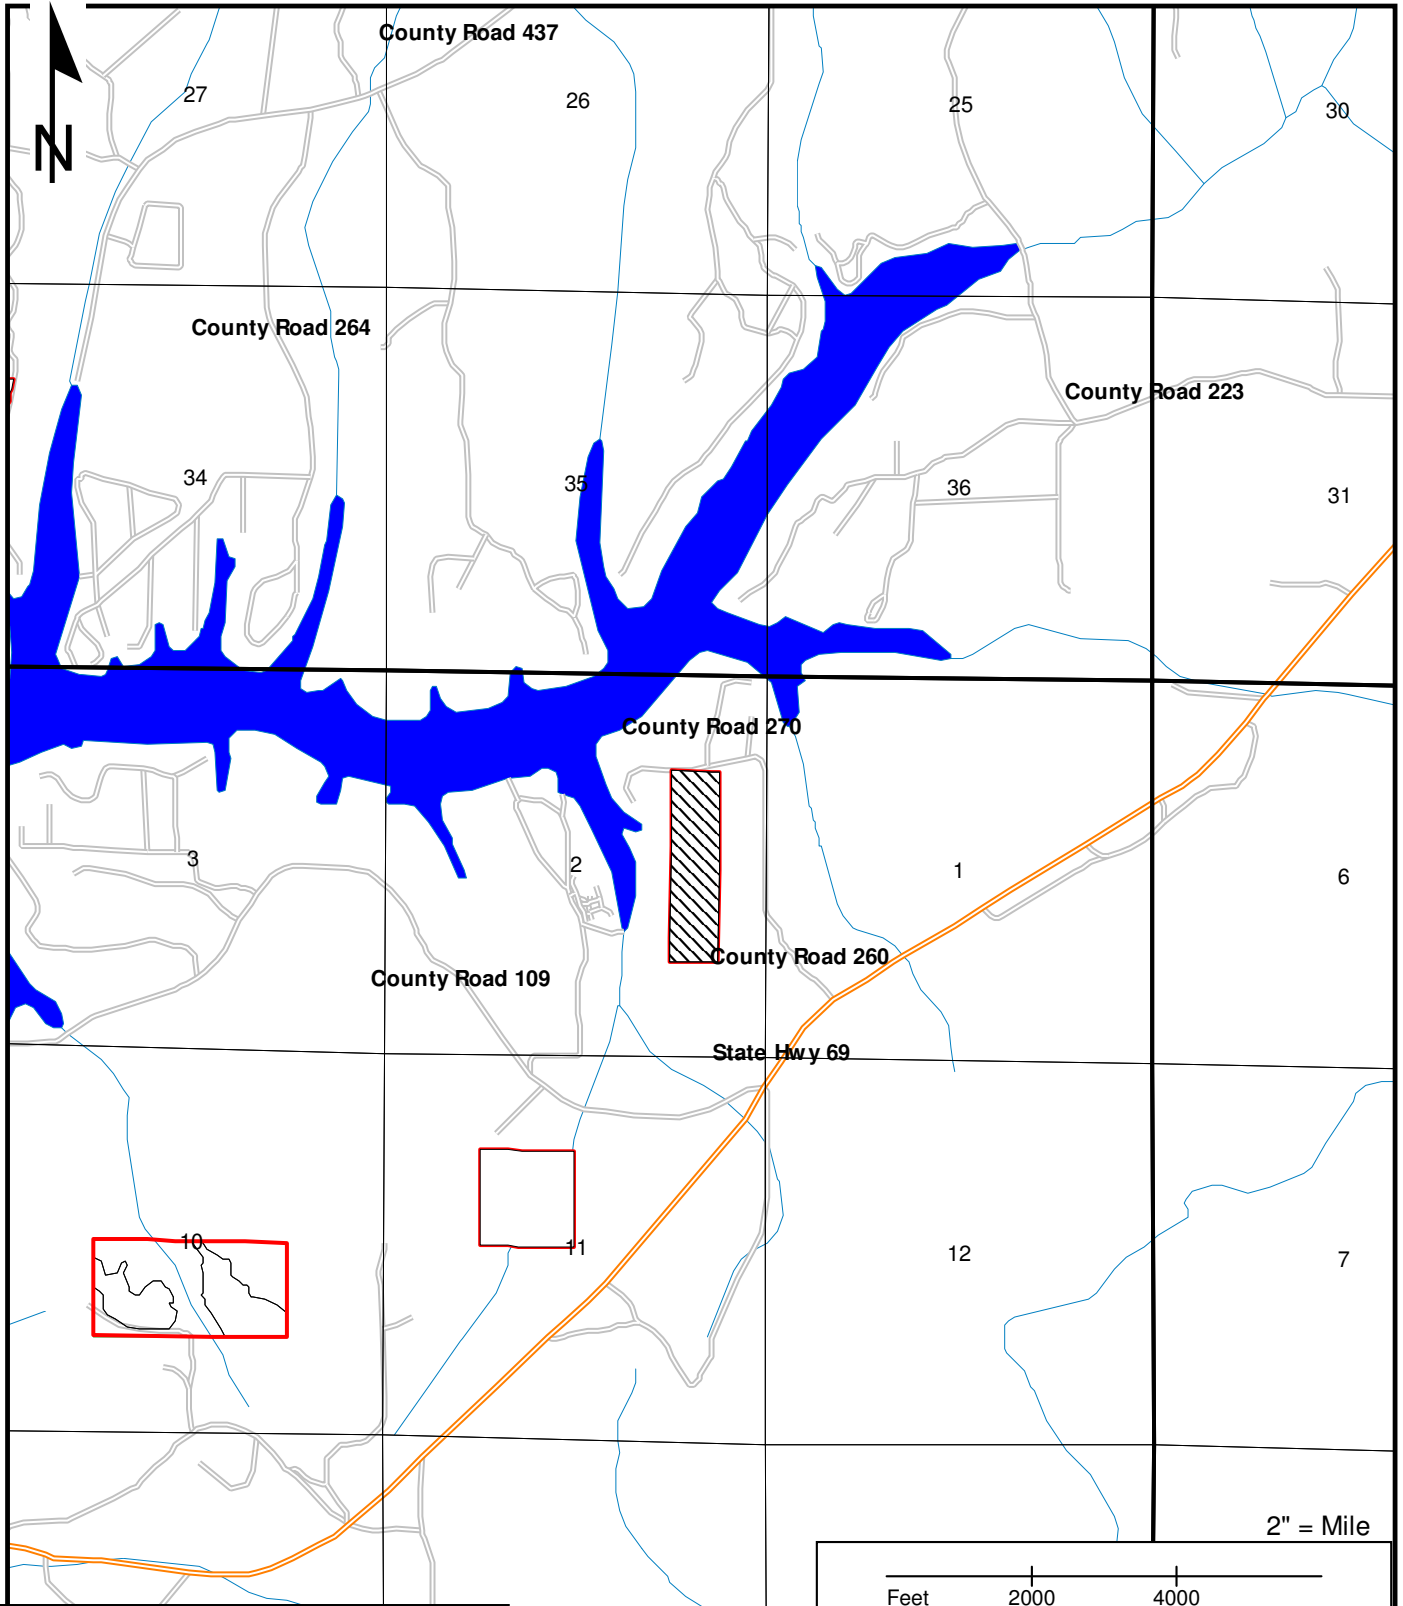 County Road 437
27
26
25
30
N
County Road 264
County Road 223
34
35
36
31
County Road 270
3
2
1
6
County Road 260
County Road 109
State Hwy 69
10
11
12
7
2" = Mile
Feet 2000 4000